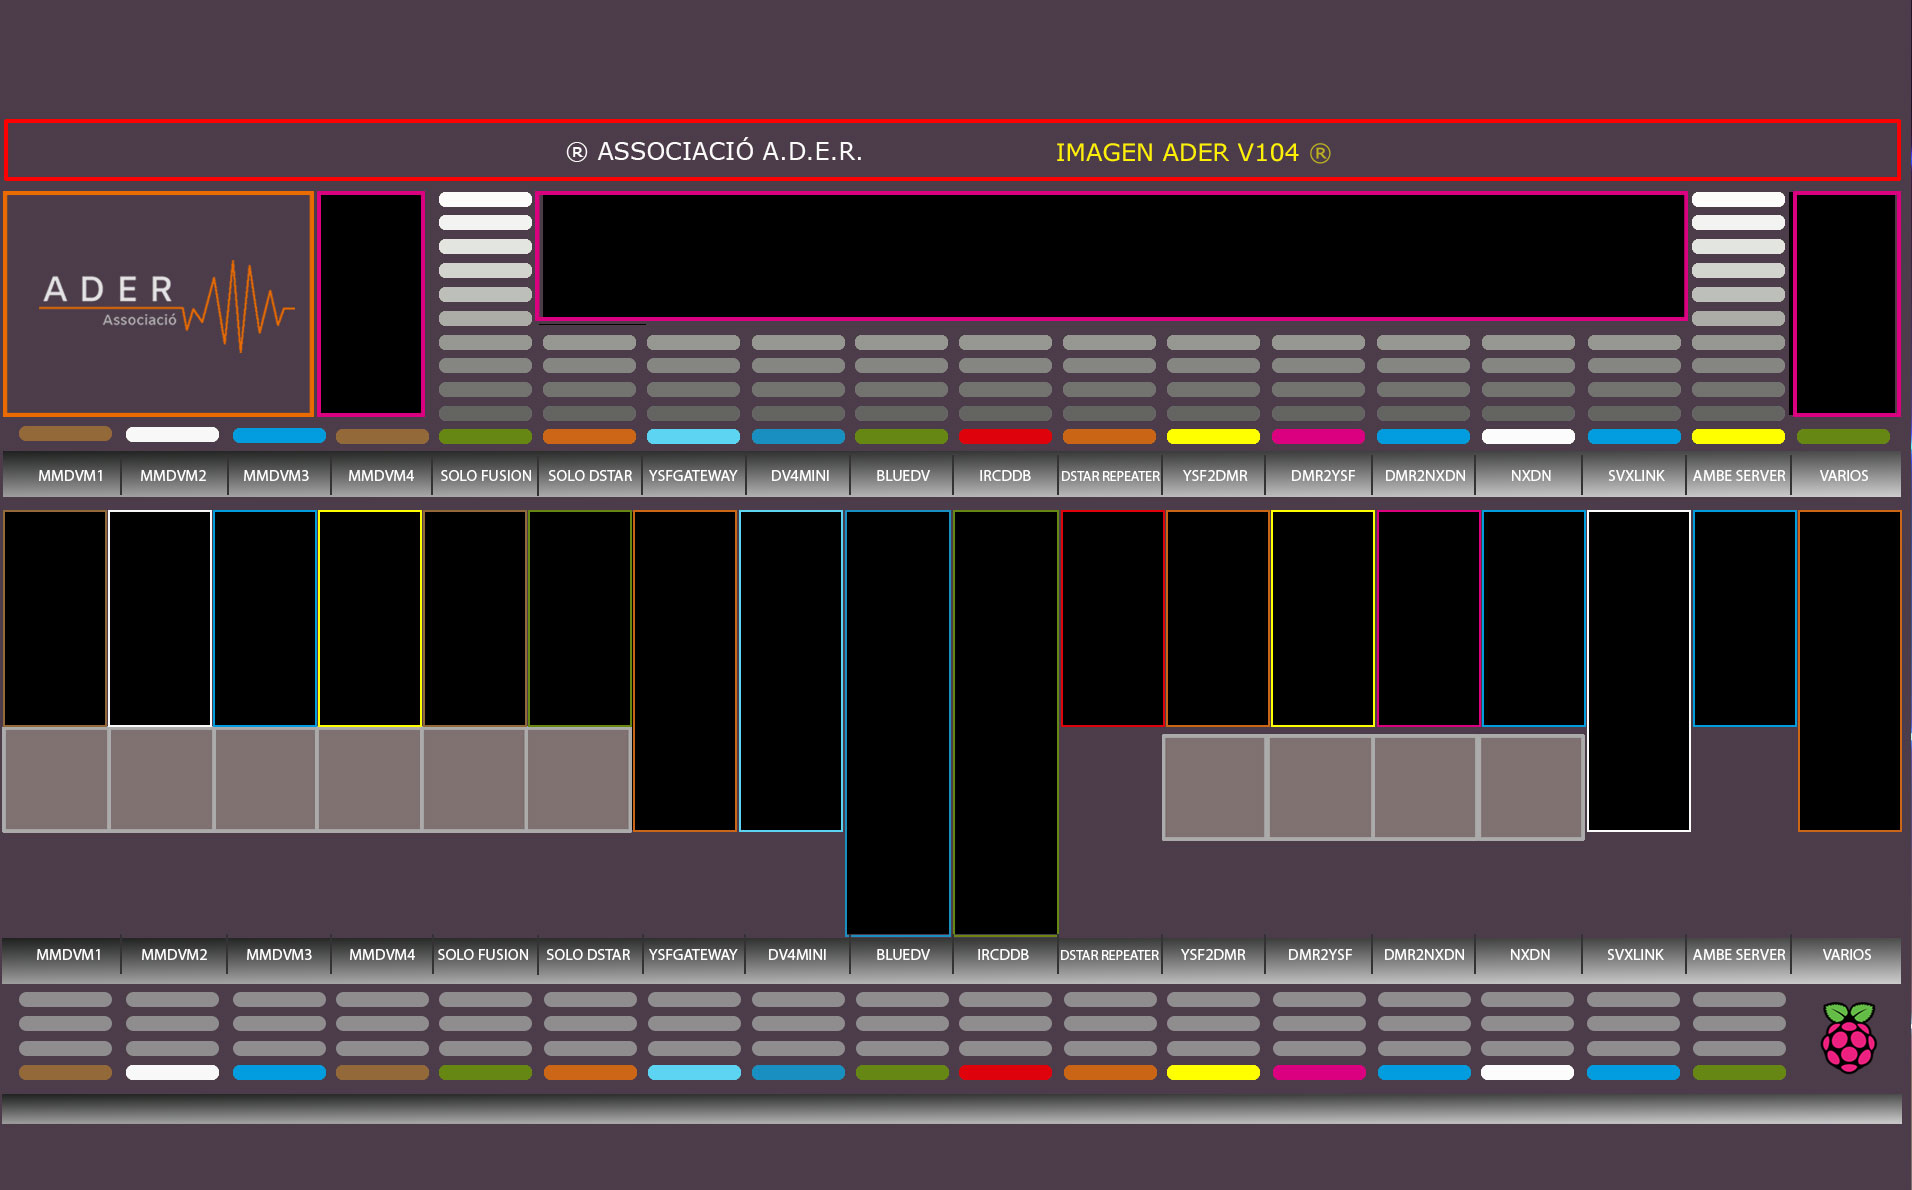 ® ASSOCIACIÓ A.D.E.R. IMAGEN ADER V104 ®
ADER
Associació
MMDVM1 MMDVM2 MMDVM3 MMDVM4 SOLO FUSION SOLO DSTAR YSFGATEWAY DV4MINI BLUEDV IRCDDB DSTAR REPEATER YSF2DMR DMR2YSF DMR2NXDN NXDN SVXLINK AMBE SERVER VARIOS
MMDVM1 MMDVM2 MMDVM3 MMDVM4 SOLO FUSION SOLO DSTAR YSFGATEWAY DV4MINI BLUEDV IRCDDB DSTAR REPEATER YSF2DMR DMR2YSF DMR2NXDN NXDN SVXLINK AMBE SERVER VARIOS